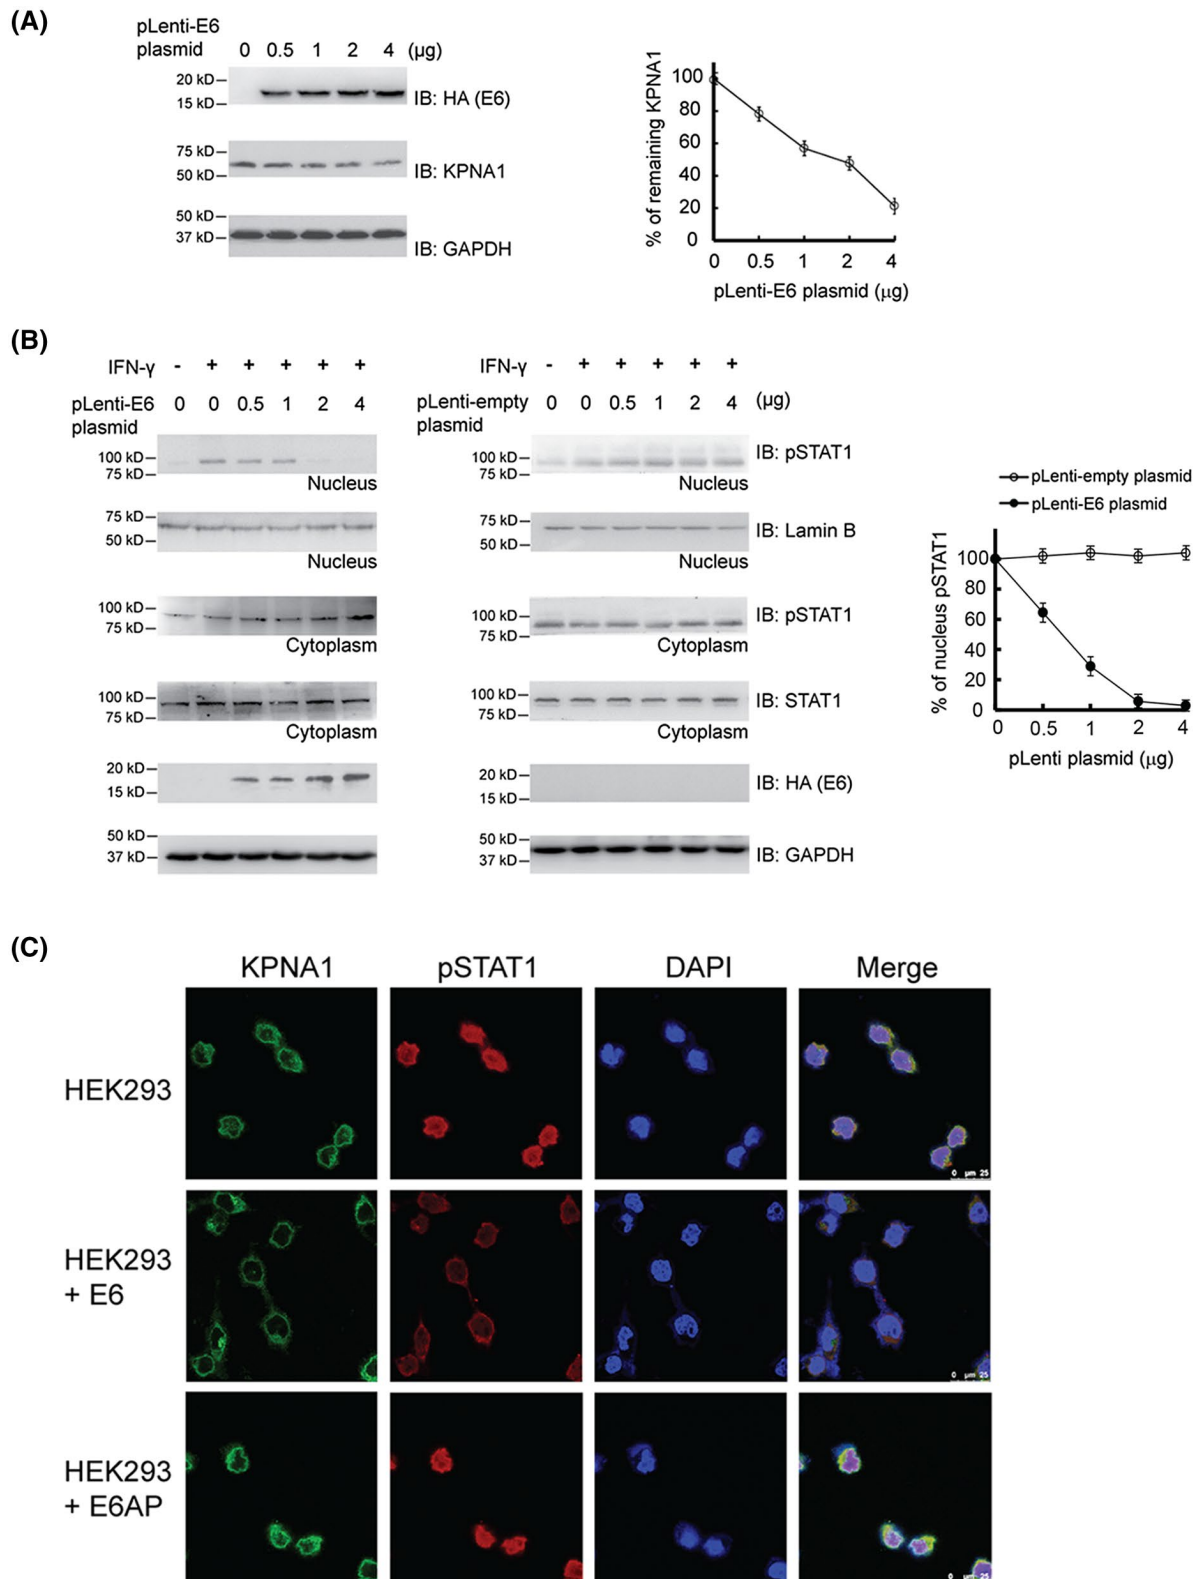 (A)
pLenti-E6
plasmid 0 0.5 1 2 4 (µg)
20 kD
15 kD
IB: HA (E6)
75 kD
50 kD
IB: KPNA1
50 kD
37 kD
IB: GAPDH
% of remaining KPNA1
100
80
60
40
20
0
0 0.5 1 2 4
pLenti-E6 plasmid (µg)
(B)
IFN-γ - + + + + +
pLenti-E6 0 0 0.5 1 2 4
plasmid
100 kD
75 kD
Nucleus
75 kD
50 kD
Nucleus
100 kD
75 kD
Cytoplasm
100 kD
75 kD
Cytoplasm
20 kD
15 kD
50 kD
37 kD
IFN-γ - + + + + +
pLenti-empty 0 0 0.5 1 2 4 (µg)
plasmid
100 kD
75 kD
IB: pSTAT1
Nucleus
75 kD
50 kD
IB: Lamin B
Nucleus
100 kD
75 kD
IB: pSTAT1
Cytoplasm
100 kD
75 kD
IB: STAT1
Cytoplasm
20 kD
15 kD
IB: HA (E6)
50 kD
37 kD
IB: GAPDH
pLenti-empty plasmid
pLenti-E6 plasmid
% of nucleus pSTAT1
100
80
60
40
20
0
0 0.5 1 2 4
pLenti plasmid (µg)
(C)
KPNA1 pSTAT1 DAPI Merge
HEK293
0 µm 25
HEK293
+ E6
0 µm 25
HEK293
+ E6AP
0 µm 25